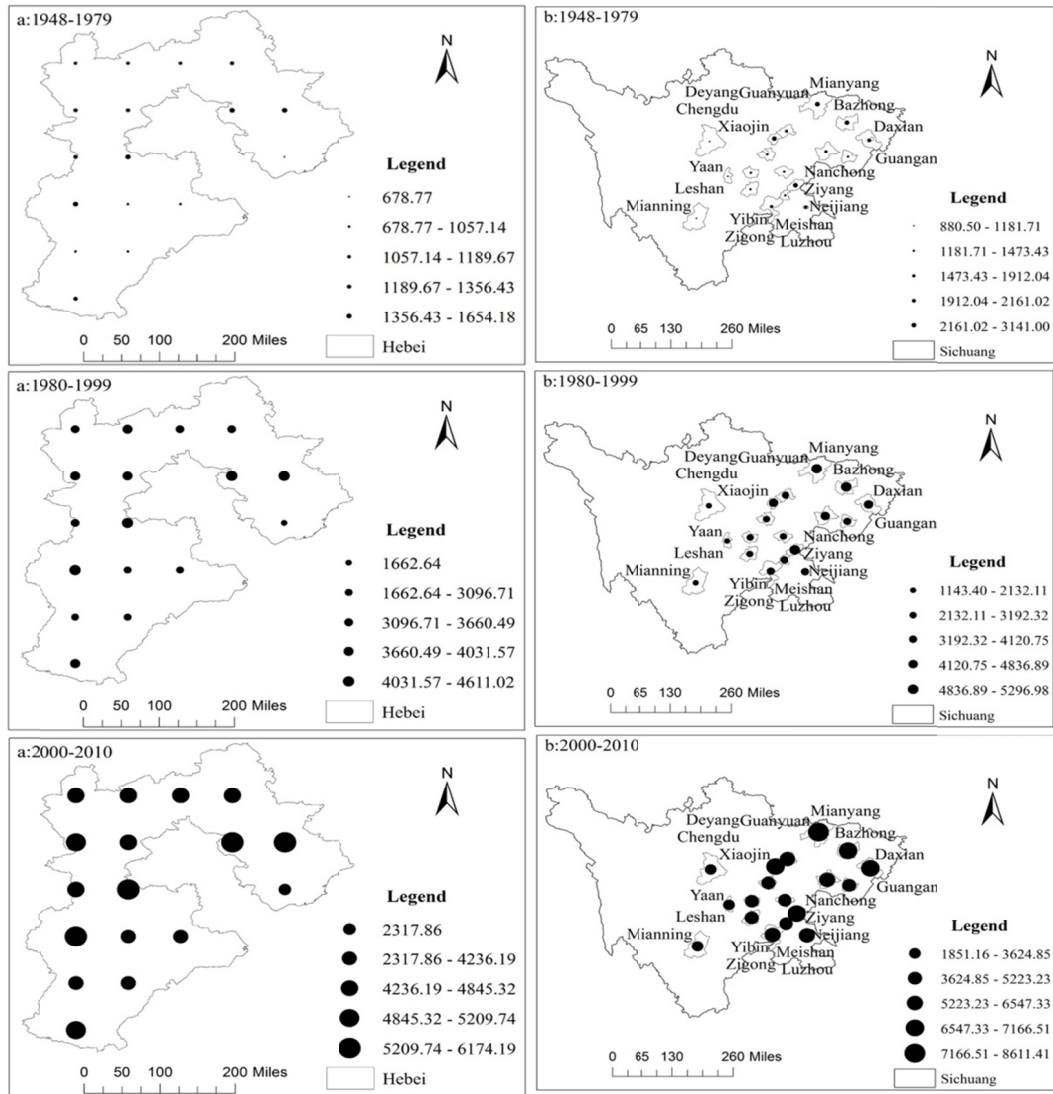 a:1948-1979
N
Legend
678.77
678.77 - 1057.14
1057.14 - 1189.67
1189.67 - 1356.43
1356.43 - 1654.18
Hebei
0 50 100 200 Miles
b:1948-1979
N
Mianyang
Deyang Guanyuan
Chengdu
Bazhong
Xiaojin
Daxian
Guangan
Yaan
Nanchong
Leshan
Ziyang
Mianning
Neijiang
Yibin
Meishan
Zigong
Luzhou
Legend
880.50 - 1181.71
1181.71 - 1473.43
1473.43 - 1912.04
1912.04 - 2161.02
2161.02 - 3141.00
Sichuang
0 65 130 260 Miles
a:1980-1999
N
Legend
1662.64
1662.64 - 3096.71
3096.71 - 3660.49
3660.49 - 4031.57
4031.57 - 4611.02
Hebei
0 50 100 200 Miles
b:1980-1999
N
Mianyang
Deyang Guanyuan
Chengdu
Bazhong
Xiaojin
Daxian
Guangan
Yaan
Nanchong
Leshan
Ziyang
Mianning
Neijiang
Yibin
Meishan
Zigong
Luzhou
Legend
1143.40 - 2132.11
2132.11 - 3192.32
3192.32 - 4120.75
4120.75 - 4836.89
4836.89 - 5296.98
Sichuang
0 65 130 260 Miles
a:2000-2010
N
Legend
2317.86
2317.86 - 4236.19
4236.19 - 4845.32
4845.32 - 5209.74
5209.74 - 6174.19
Hebei
0 50 100 200 Miles
b:2000-2010
N
Mianyang
Deyang Guanyuan
Chengdu
Bazhong
Xiaojin
Daxian
Guangan
Yaan
Nanchong
Leshan
Ziyang
Mianning
Neijiang
Yibin
Meishan
Zigong
Luzhou
Legend
1851.16 - 3624.85
3624.85 - 5223.23
5223.23 - 6547.33
6547.33 - 7166.51
7166.51 - 8611.41
Sichuang
0 65 130 260 Miles